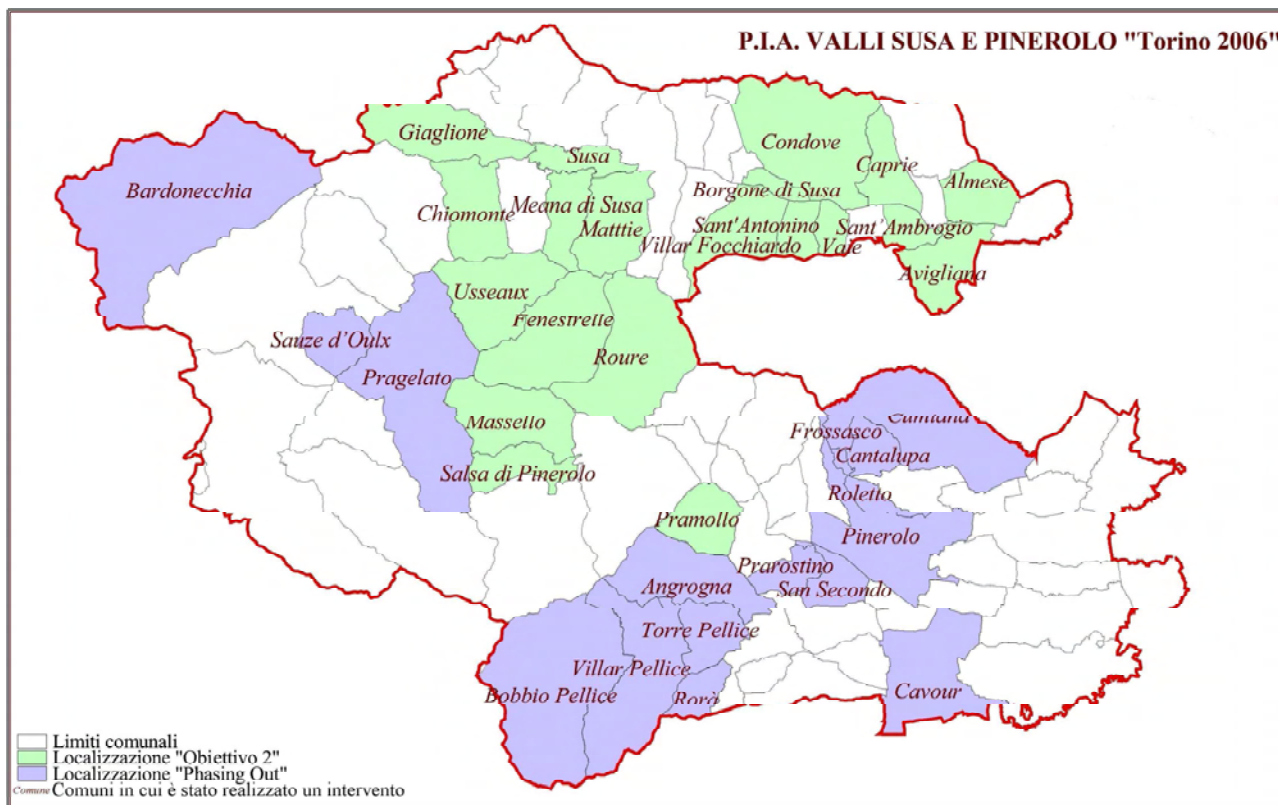 P.I.A. VALLI SUSA E PINEROLO "Torino 2006"
Giaglione
Susa
Condove
Caprie
Almese
Bardonecchia
Chiomonte
Meana di Susa
Matttie
Borgone di Susa
Sant'Antonino
Sant'Ambrogio
Villar Focchiardo
Vaie
Avigliana
Usseaux
Fenestrelle
Roure
Sauze d'Oulx
Pragelato
Massello
Salsa di Pinerolo
Frossasco
Cantalupa
Roletto
Pramollo
Pinerolo
Prarostino
San Secondo
Angrogna
Torre Pellice
Villar Pellice
Bobbio Pellice
Rorà
Cavour
Limiti comunali
Localizzazione "Obiettivo 2"
Localizzazione "Phasing Out"
Comune Comuni in cui è stato realizzato un intervento